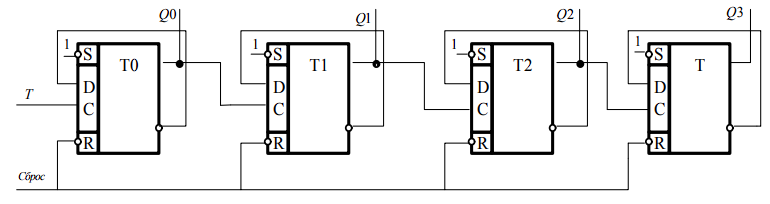 Q0 Q1 Q2 Q3
1 S 1 S 1 S 1 S
T0 T1 T2 T
D D D D
T C C C C
R R R R
Сброс